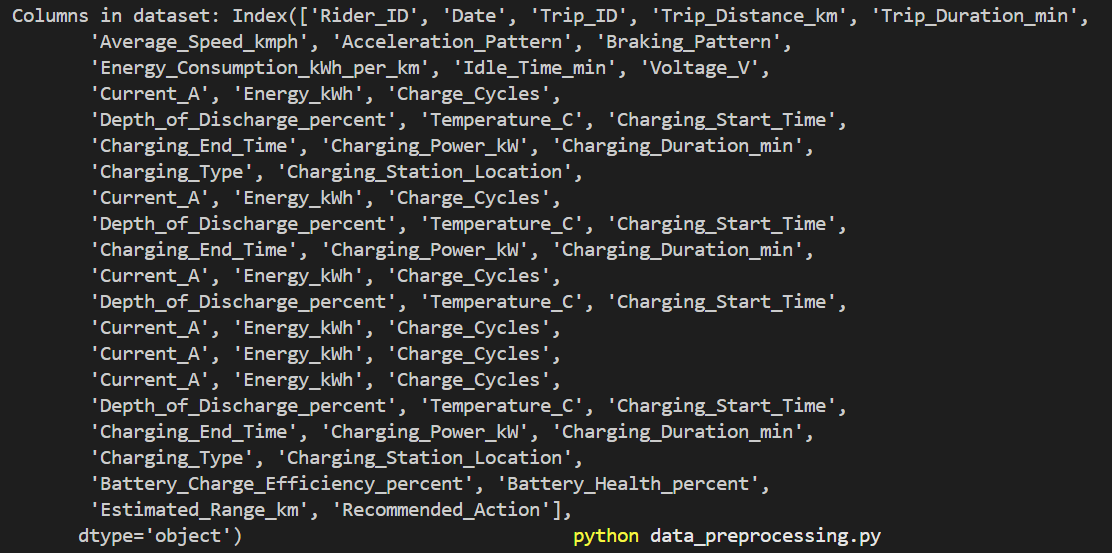 Columns in dataset: Index(['Rider_ID', 'Date', 'Trip_ID', 'Trip_Distance_km', 'Trip_Duration_min',
'Average_Speed_kmph', 'Acceleration_Pattern', 'Braking_Pattern',
'Energy_Consumption_kWh_per_km', 'Idle_Time_min', 'Voltage_V',
'Current_A', 'Energy_kWh', 'Charge_Cycles',
'Depth_of_Discharge_percent', 'Temperature_C', 'Charging_Start_Time',
'Charging_End_Time', 'Charging_Power_kW', 'Charging_Duration_min',
'Charging_Type', 'Charging_Station_Location',
'Current_A', 'Energy_kWh', 'Charge_Cycles',
'Depth_of_Discharge_percent', 'Temperature_C', 'Charging_Start_Time',
'Charging_End_Time', 'Charging_Power_kW', 'Charging_Duration_min',
'Current_A', 'Energy_kWh', 'Charge_Cycles',
'Depth_of_Discharge_percent', 'Temperature_C', 'Charging_Start_Time',
'Current_A', 'Energy_kWh', 'Charge_Cycles',
'Current_A', 'Energy_kWh', 'Charge_Cycles',
'Current_A', 'Energy_kWh', 'Charge_Cycles',
'Depth_of_Discharge_percent', 'Temperature_C', 'Charging_Start_Time',
'Charging_End_Time', 'Charging_Power_kW', 'Charging_Duration_min',
'Charging_Type', 'Charging_Station_Location',
'Battery_Charge_Efficiency_percent', 'Battery_Health_percent',
'Estimated_Range_km', 'Recommended_Action'],
dtype='object') python data_preprocessing.py